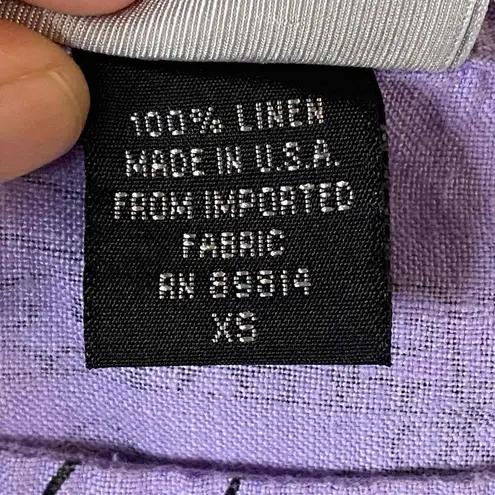 100% LINEN
MADE IN U.S.A.
FROM IMPORTED
FABRIC
RN 89814
XS